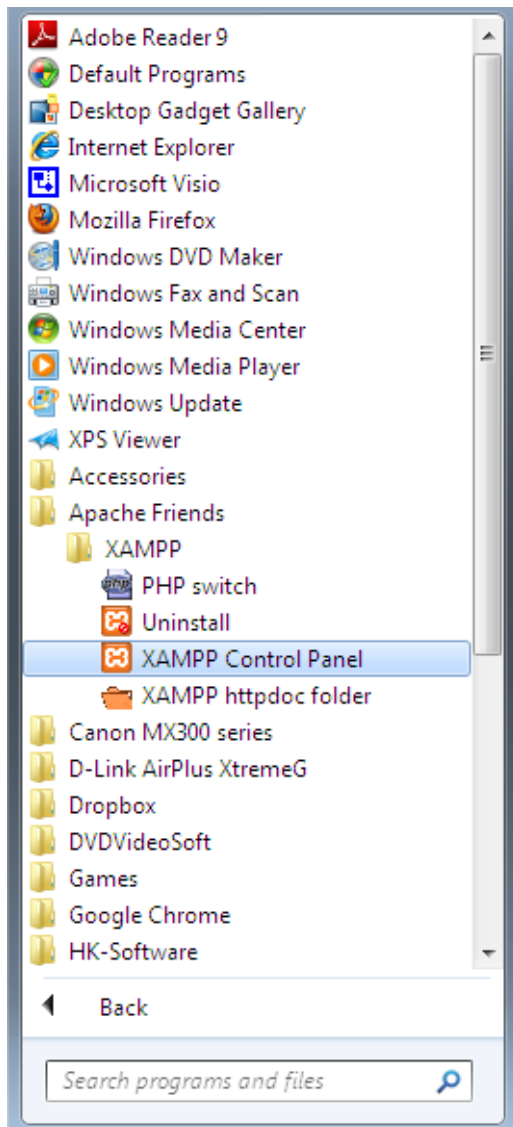 Adobe Reader 9
Default Programs
Desktop Gadget Gallery
Internet Explorer
Microsoft Visio
Mozilla Firefox
Windows DVD Maker
Windows Fax and Scan
Windows Media Center
Windows Media Player
Windows Update
XPS Viewer
Accessories
Apache Friends
XAMPP
PHP switch
Uninstall
XAMPP Control Panel
XAMPP httpdoc folder
Canon MX300 series
D-Link AirPlus XtremeG
Dropbox
DVDVideoSoft
Games
Google Chrome
HK-Software
Back
Search programs and files